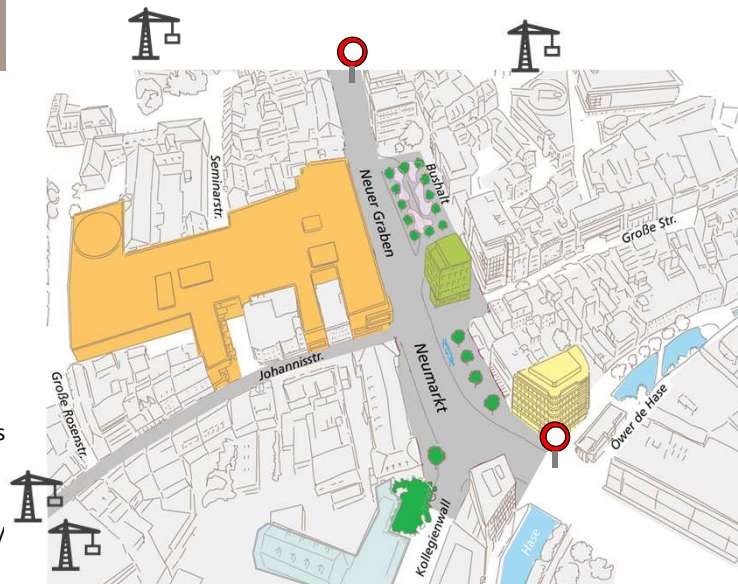 Seminarstr.
Neuer Graben
Bushalt
Große Str.
Johannisstr.
Neumarkt
Große Rosenstr.
Öwer de Hase
Kollegienwall
Hase
s
/